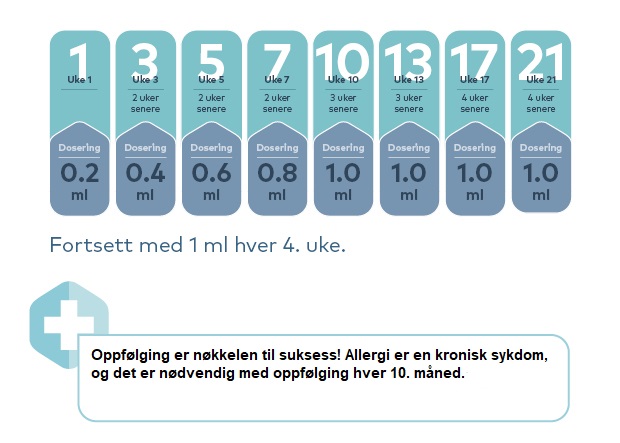 1
Uke 1
Dosering
0.2
ml
3
Uke 3
2 uker
senere
Dosering
0.4
ml
5
Uke 5
2 uker
senere
Dosering
0.6
ml
7
Uke 7
2 uker
senere
Dosering
0.8
ml
10
Uke 10
3 uker
senere
Dosering
1.0
ml
13
Uke 13
3 uker
senere
Dosering
1.0
ml
17
Uke 17
4 uker
senere
Dosering
1.0
ml
21
Uke 21
4 uker
senere
Dosering
1.0
ml
Fortsett med 1 ml hver 4. uke.
Oppfølging er nøkkelen til suksess! Allergi er en kronisk sykdom,
og det er nødvendig med oppfølging hver 10. måned.